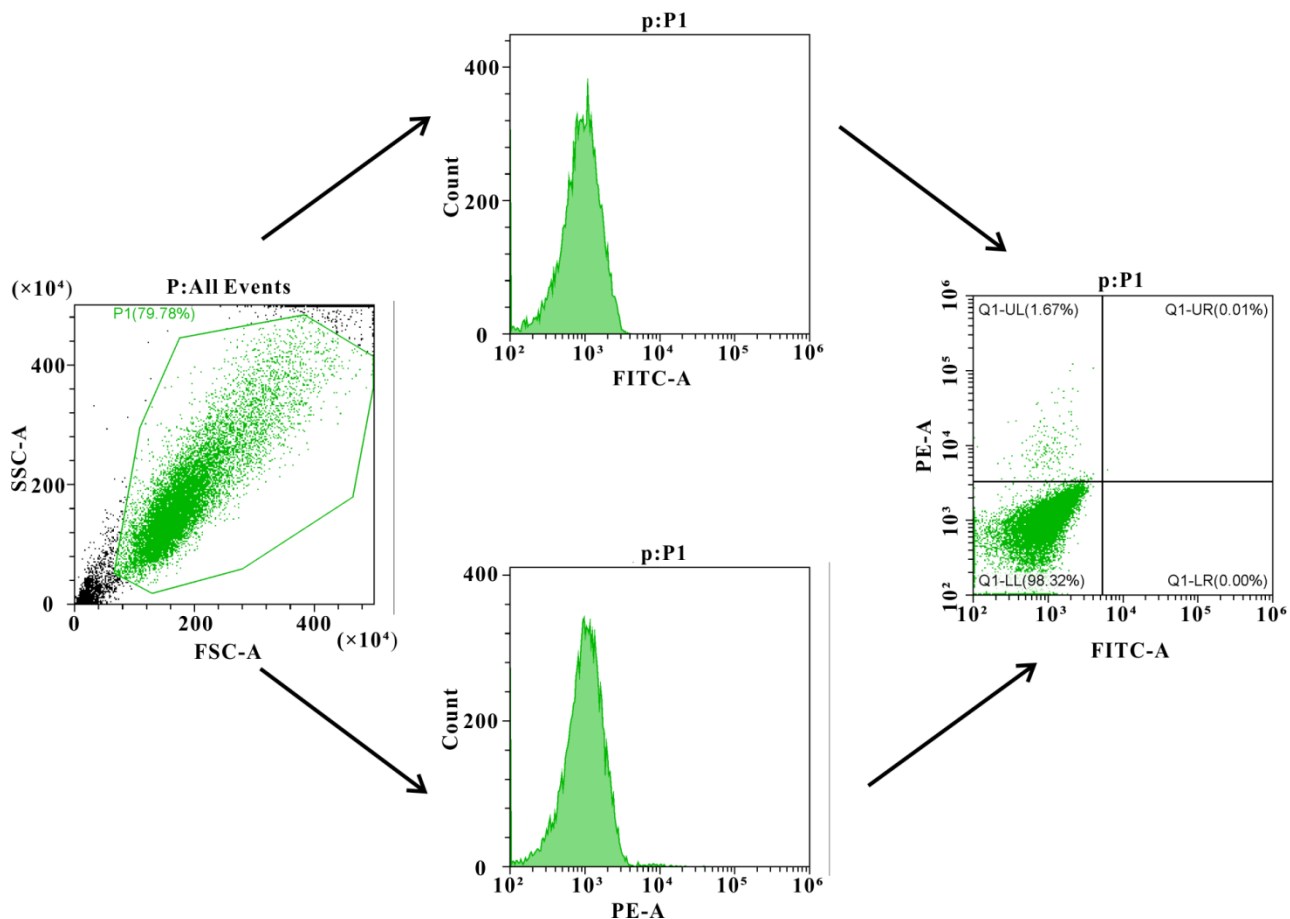 P:All Events
(×10⁴)
P1(79.78%)
SSC-A
400
200
0
0
200
400
(×10⁴)
FSC-A
p:P1
Count
400
200
0
10²
10³
10⁴
10⁵
10⁶
FITC-A
p:P1
Count
400
200
0
10²
10³
10⁴
10⁵
10⁶
PE-A
p:P1
Q1-UL(1.67%)
Q1-UR(0.01%)
Q1-LL(98.32%)
Q1-LR(0.00%)
PE-A
10⁶
10⁵
10⁴
10³
10²
10²
10³
10⁴
10⁵
10⁶
FITC-A